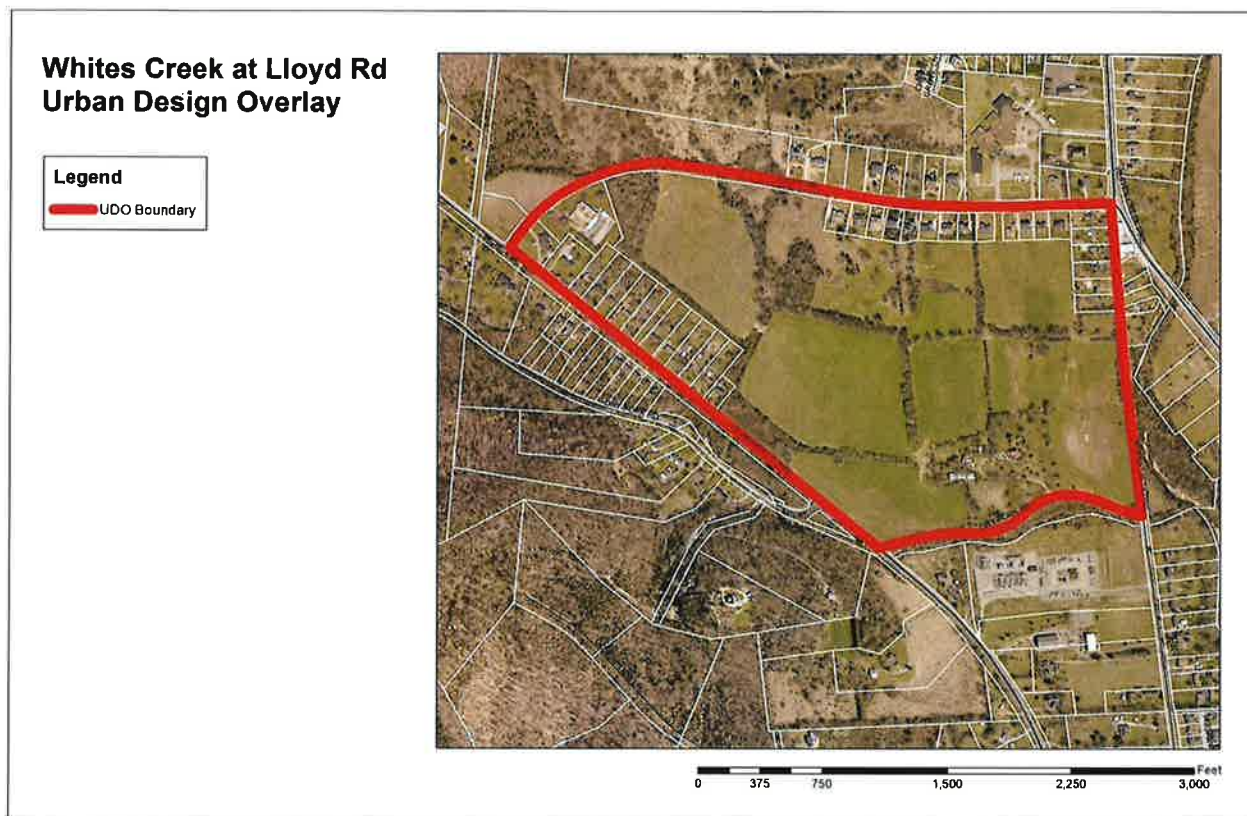 Whites Creek at Lloyd Rd
Urban Design Overlay
Legend
UDO Boundary
Feet
0 375 750 1,500 2,250 3,000